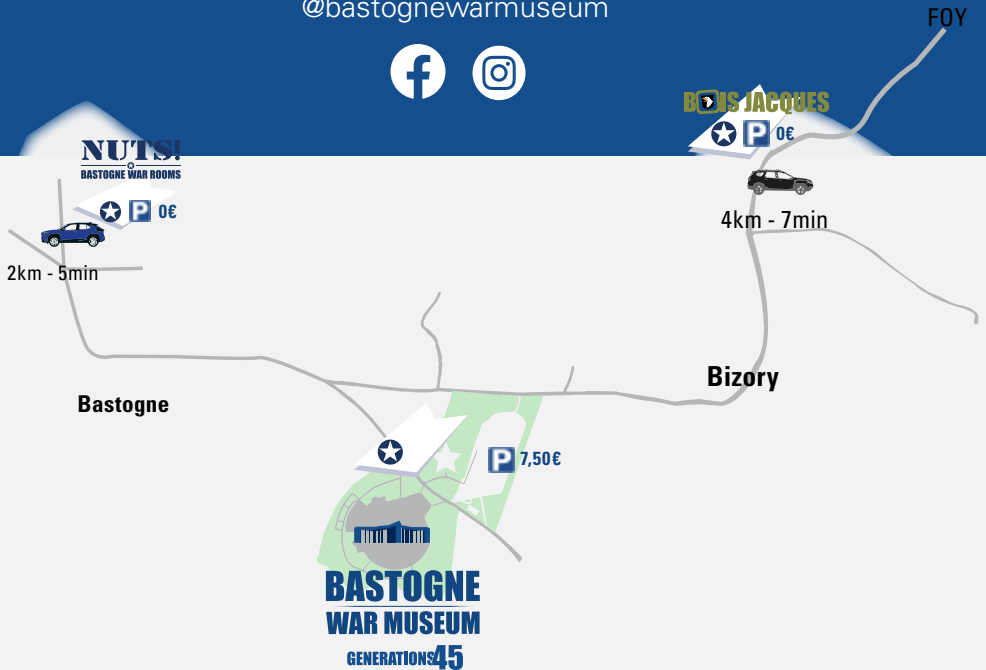 @bastognewarmuseum
FOY
BOIS JACQUES
P 0€
NUTS!
BASTOGNE WAR ROOMS
P 0€
4km - 7min
2km - 5min
Bizory
Bastogne
P 7,50€
BASTOGNE
WAR MUSEUM
GENERATIONS45